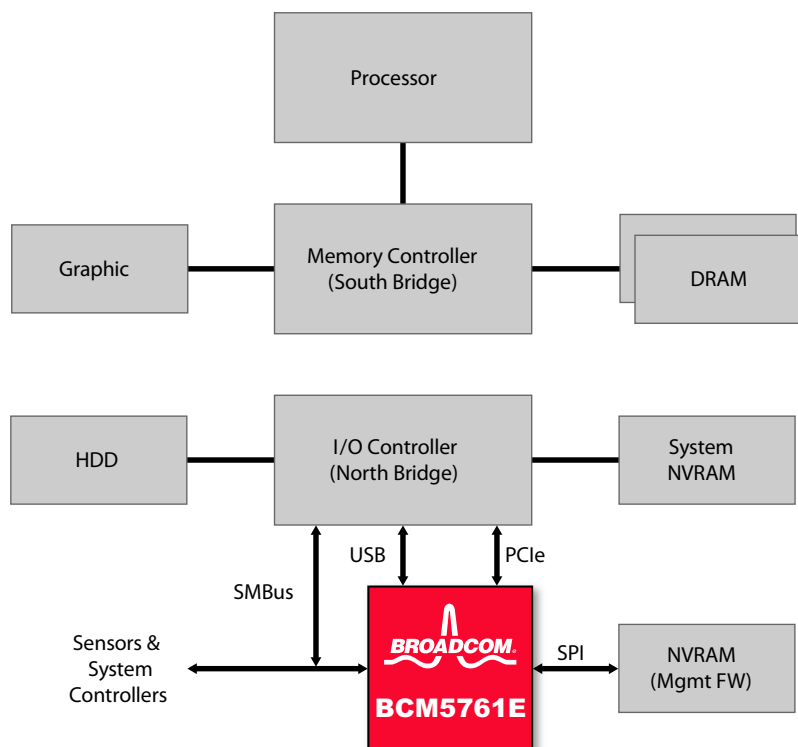 Processor
Graphic
Memory Controller
(South Bridge)
DRAM
HDD
I/O Controller
(North Bridge)
System
NVRAM
USB
PCIe
SMBus
Sensors &
System
Controllers
BROADCOM®
BCM5761E
SPI
NVRAM
(Mgmt FW)